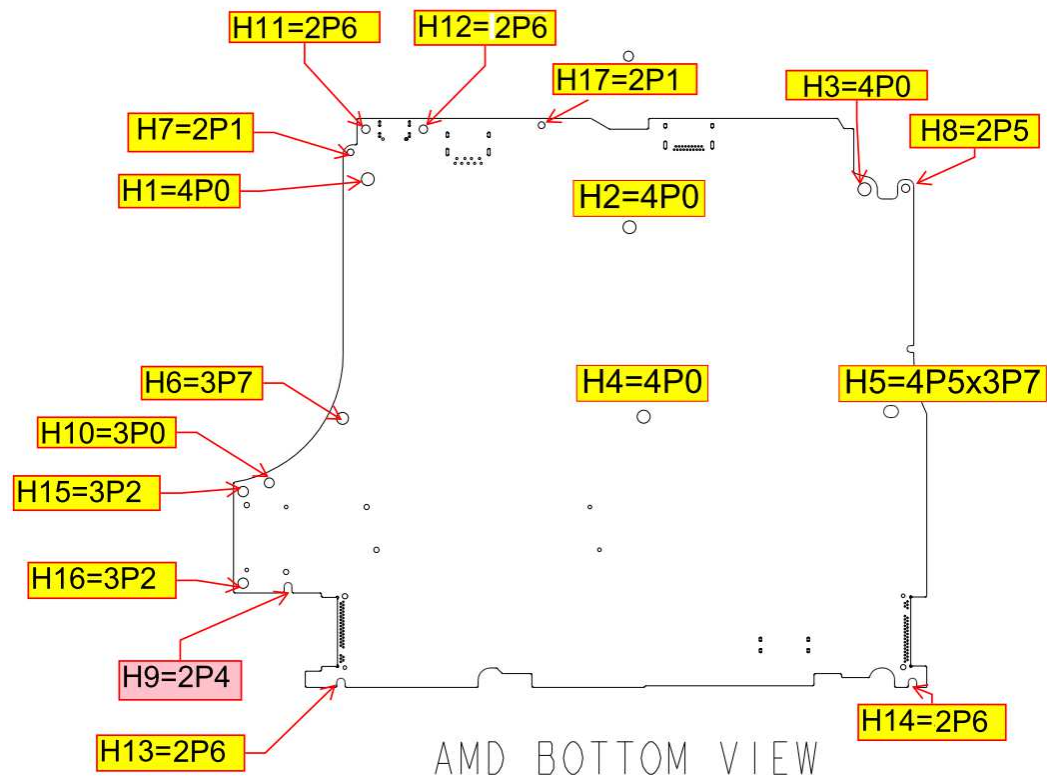 H11=2P6
H12= 2P6
H17=2P1
H3=4P0
H7=2P1
H8=2P5
H1=4P0
H2=4P0
H6=3P7
H4=4P0
H5=4P5x3P7
H10=3P0
H15=3P2
H16=3P2
H9=2P4
H14=2P6
H13=2P6
AMD BOTTOM VIEW